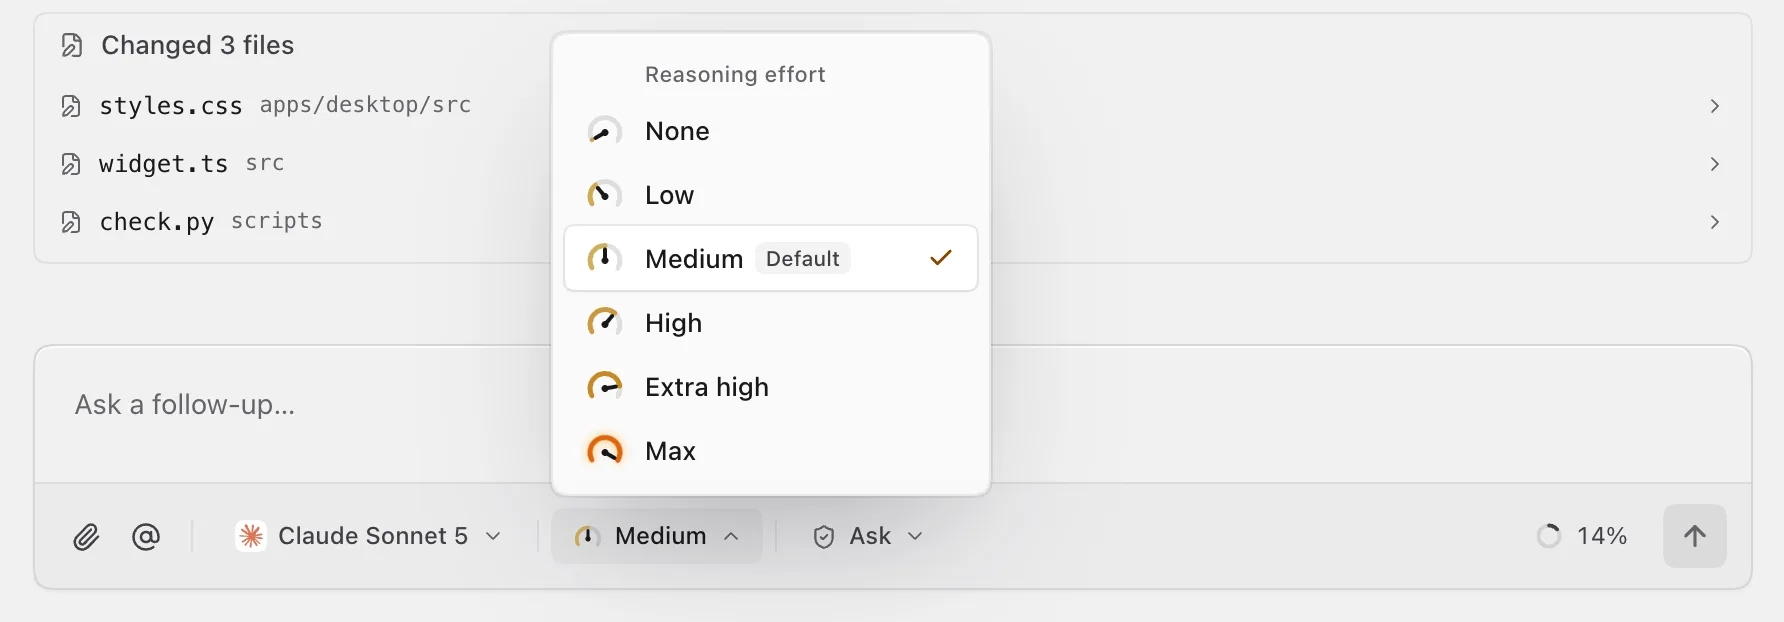 Changed 3 files
styles.css apps/desktop/src
widget.ts src
check.py scripts
Reasoning effort
None
Low
Medium Default
High
Extra high
Max
Ask a follow-up...
Claude Sonnet 5 Medium Ask 14%